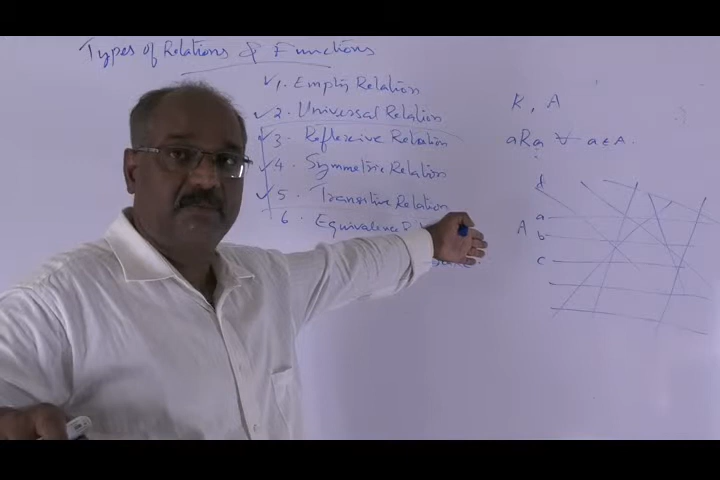 Types of Relations & Functions
✓ 1. Empty Relation
✓ 2. Universal Relation
✓ 3. Reflexive Relation
✓ 4. Symmetric Relation
✓ 5. Transitive Relation
6. Equivalence
R, A
aRa ∀ a ∈ A.
d
a
A
b
c